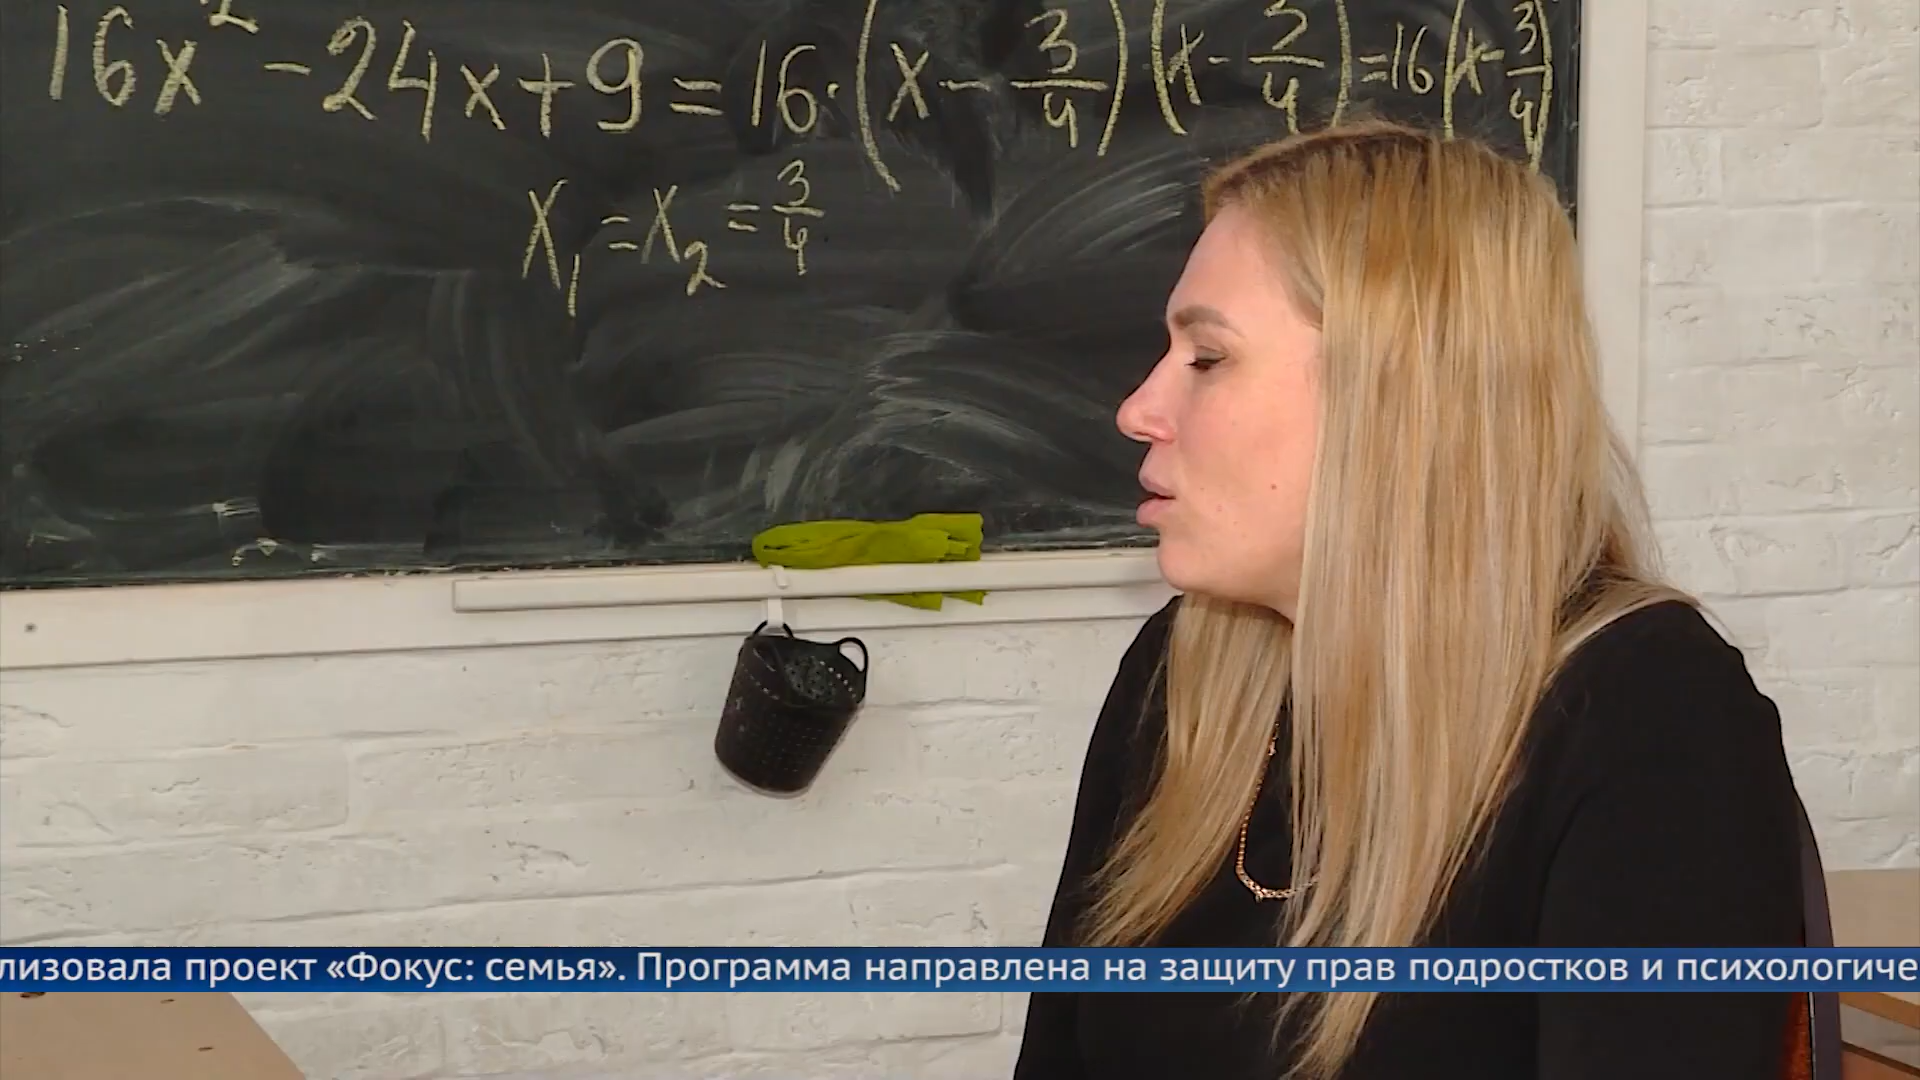 16x² - 24x + 9 = 16 · (x - 3/4) (x - 3/4) = 16 (x - 3/4)
x₁ = x₂ = 3/4
лизовала проект «Фокус: семья». Программа направлена на защиту прав подростков и психологиче